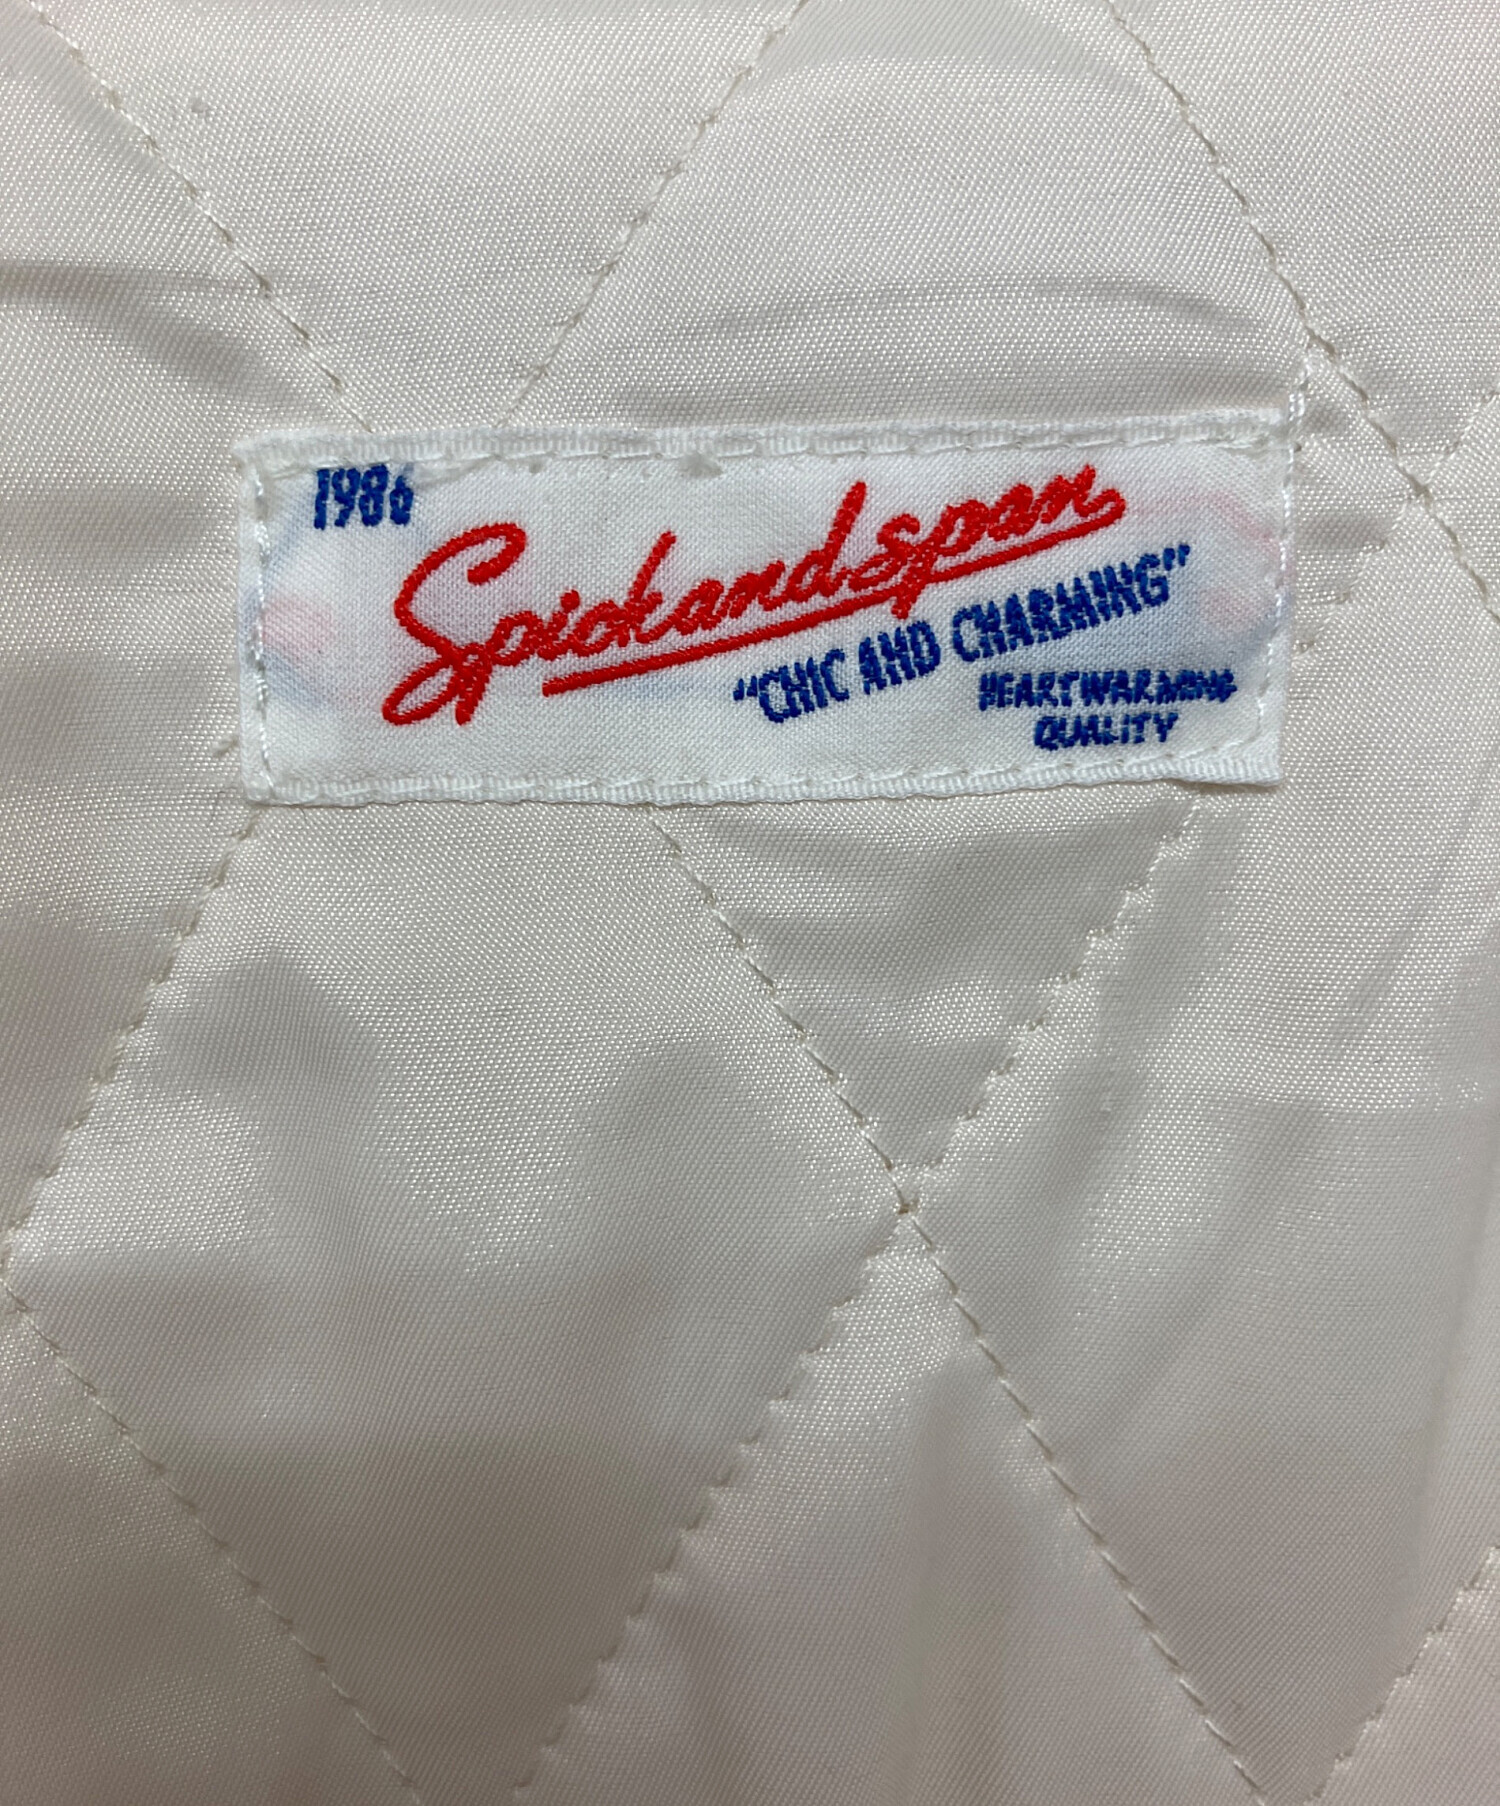 1986
Spickandspan
"CHIC AND CHARMING"
HEARTWARMING
QUALITY